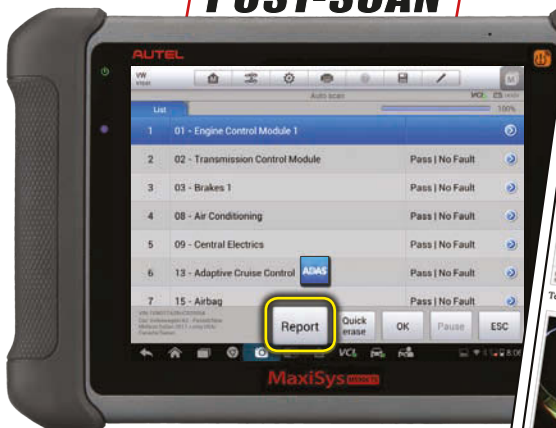 POST-SCAN
AUTEL
VW
Auto scan
VCI
List
100%
1 01 - Engine Control Module 1
2 02 - Transmission Control Module Pass | No Fault
3 03 - Brakes 1 Pass | No Fault
4 08 - Air Conditioning Pass | No Fault
5 09 - Central Electrics Pass | No Fault
6 13 - Adaptive Cruise Control ADAS Pass | No Fault
7 15 - Airbag Pass | No Fault
Report
Quick
erase
OK
Pause
ESC
VCI
MaxiSys